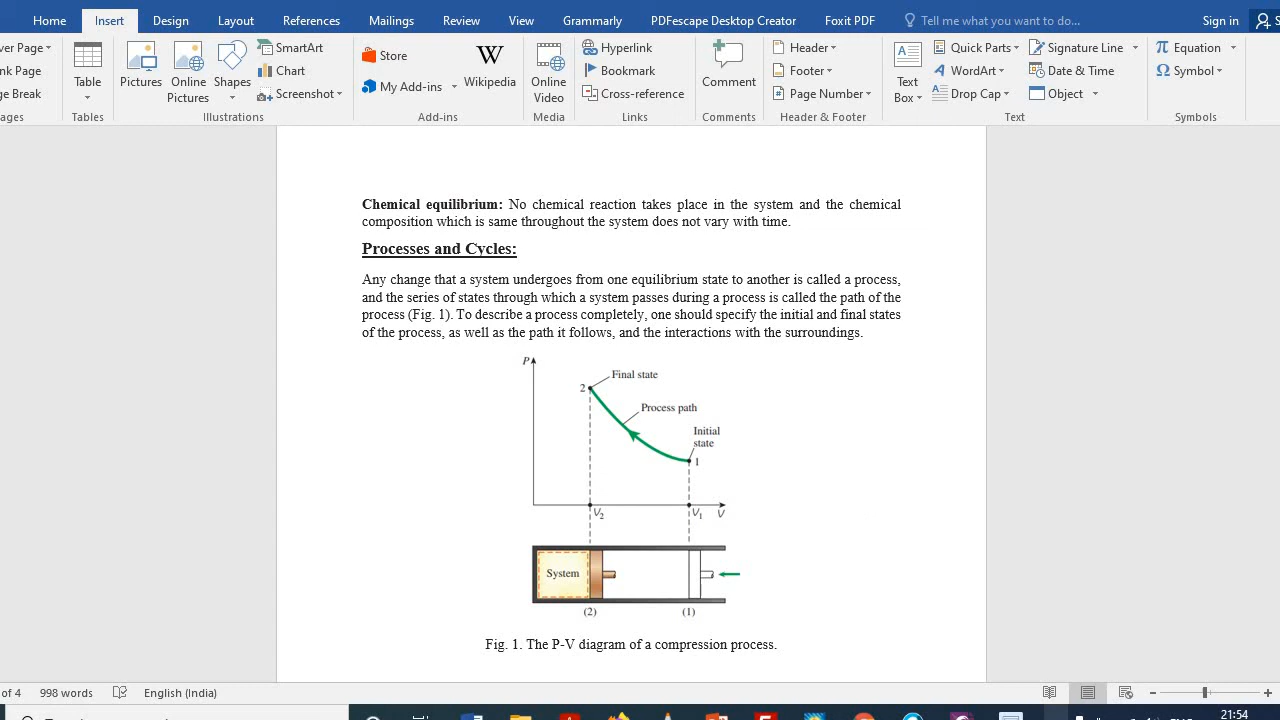 Home Insert Design Layout References Mailings Review View Grammarly PDFescape Desktop Creator Foxit PDF Tell me what you want to do... Sign in
ver Page
nk Page
ge Break
ages
Table
Tables
Pictures
Online Pictures
Shapes
SmartArt
Chart
Screenshot
Illustrations
Store
My Add-ins
W
Wikipedia
Add-ins
Online Video
Media
Hyperlink
Bookmark
Cross-reference
Links
Comment
Comments
Header
Footer
Page Number
Header & Footer
A
Text Box
Quick Parts
WordArt
Drop Cap
Signature Line
Date & Time
Object
Text
π Equation
Ω Symbol
Symbols
Chemical equilibrium: No chemical reaction takes place in the system and the chemical
composition which is same throughout the system does not vary with time.
Processes and Cycles:
Any change that a system undergoes from one equilibrium state to another is called a process,
and the series of states through which a system passes during a process is called the path of the
process (Fig. 1). To describe a process completely, one should specify the initial and final states
of the process, as well as the path it follows, and the interactions with the surroundings.
P
Final state
2
Process path
Initial
state
1
V2 V1 V
System
(2) (1)
Fig. 1. The P-V diagram of a compression process.
of 4 998 words English (India)
21:54